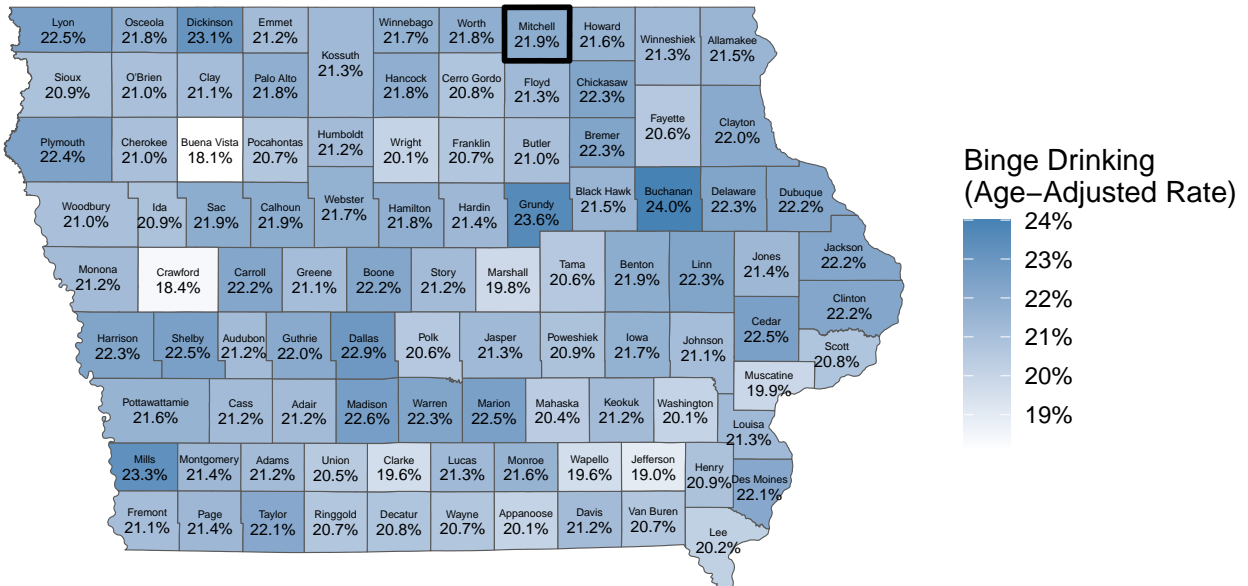 Lyon
22.5%
Osceola
21.8%
Dickinson
23.1%
Emmet
21.2%
Kossuth
21.3%
Winnebago
21.7%
Worth
21.8%
Mitchell
21.9%
Howard
21.6%
Winneshiek
21.3%
Allamakee
21.5%
Sioux
20.9%
O'Brien
21.0%
Clay
21.1%
Palo Alto
21.8%
Hancock
21.8%
Cerro Gordo
20.8%
Floyd
21.3%
Chickasaw
22.3%
Fayette
20.6%
Clayton
22.0%
Plymouth
22.4%
Cherokee
21.0%
Buena Vista
18.1%
Pocahontas
20.7%
Humboldt
21.2%
Wright
20.1%
Franklin
20.7%
Butler
21.0%
Bremer
22.3%
Woodbury
21.0%
Ida
20.9%
Sac
21.9%
Calhoun
21.9%
Webster
21.7%
Hamilton
21.8%
Hardin
21.4%
Grundy
23.6%
Black Hawk
21.5%
Buchanan
24.0%
Delaware
22.3%
Dubuque
22.2%
Monona
21.2%
Crawford
18.4%
Carroll
22.2%
Greene
21.1%
Boone
22.2%
Story
21.2%
Marshall
19.8%
Tama
20.6%
Benton
21.9%
Linn
22.3%
Jones
21.4%
Jackson
22.2%
Clinton
22.2%
Harrison
22.3%
Shelby
22.5%
Audubon
21.2%
Guthrie
22.0%
Dallas
22.9%
Polk
20.6%
Jasper
21.3%
Poweshiek
20.9%
Iowa
21.7%
Johnson
21.1%
Cedar
22.5%
Scott
20.8%
Muscatine
19.9%
Pottawattamie
21.6%
Cass
21.2%
Adair
21.2%
Madison
22.6%
Warren
22.3%
Marion
22.5%
Mahaska
20.4%
Keokuk
21.2%
Washington
20.1%
Louisa
21.3%
Mills
23.3%
Montgomery
21.4%
Adams
21.2%
Union
20.5%
Clarke
19.6%
Lucas
21.3%
Monroe
21.6%
Wapello
19.6%
Jefferson
19.0%
Henry
20.9%
Des Moines
22.1%
Fremont
21.1%
Page
21.4%
Taylor
22.1%
Ringgold
20.7%
Decatur
20.8%
Wayne
20.7%
Appanoose
20.1%
Davis
21.2%
Van Buren
20.7%
Lee
20.2%
Binge Drinking
(Age−Adjusted Rate)
24%
23%
22%
21%
20%
19%